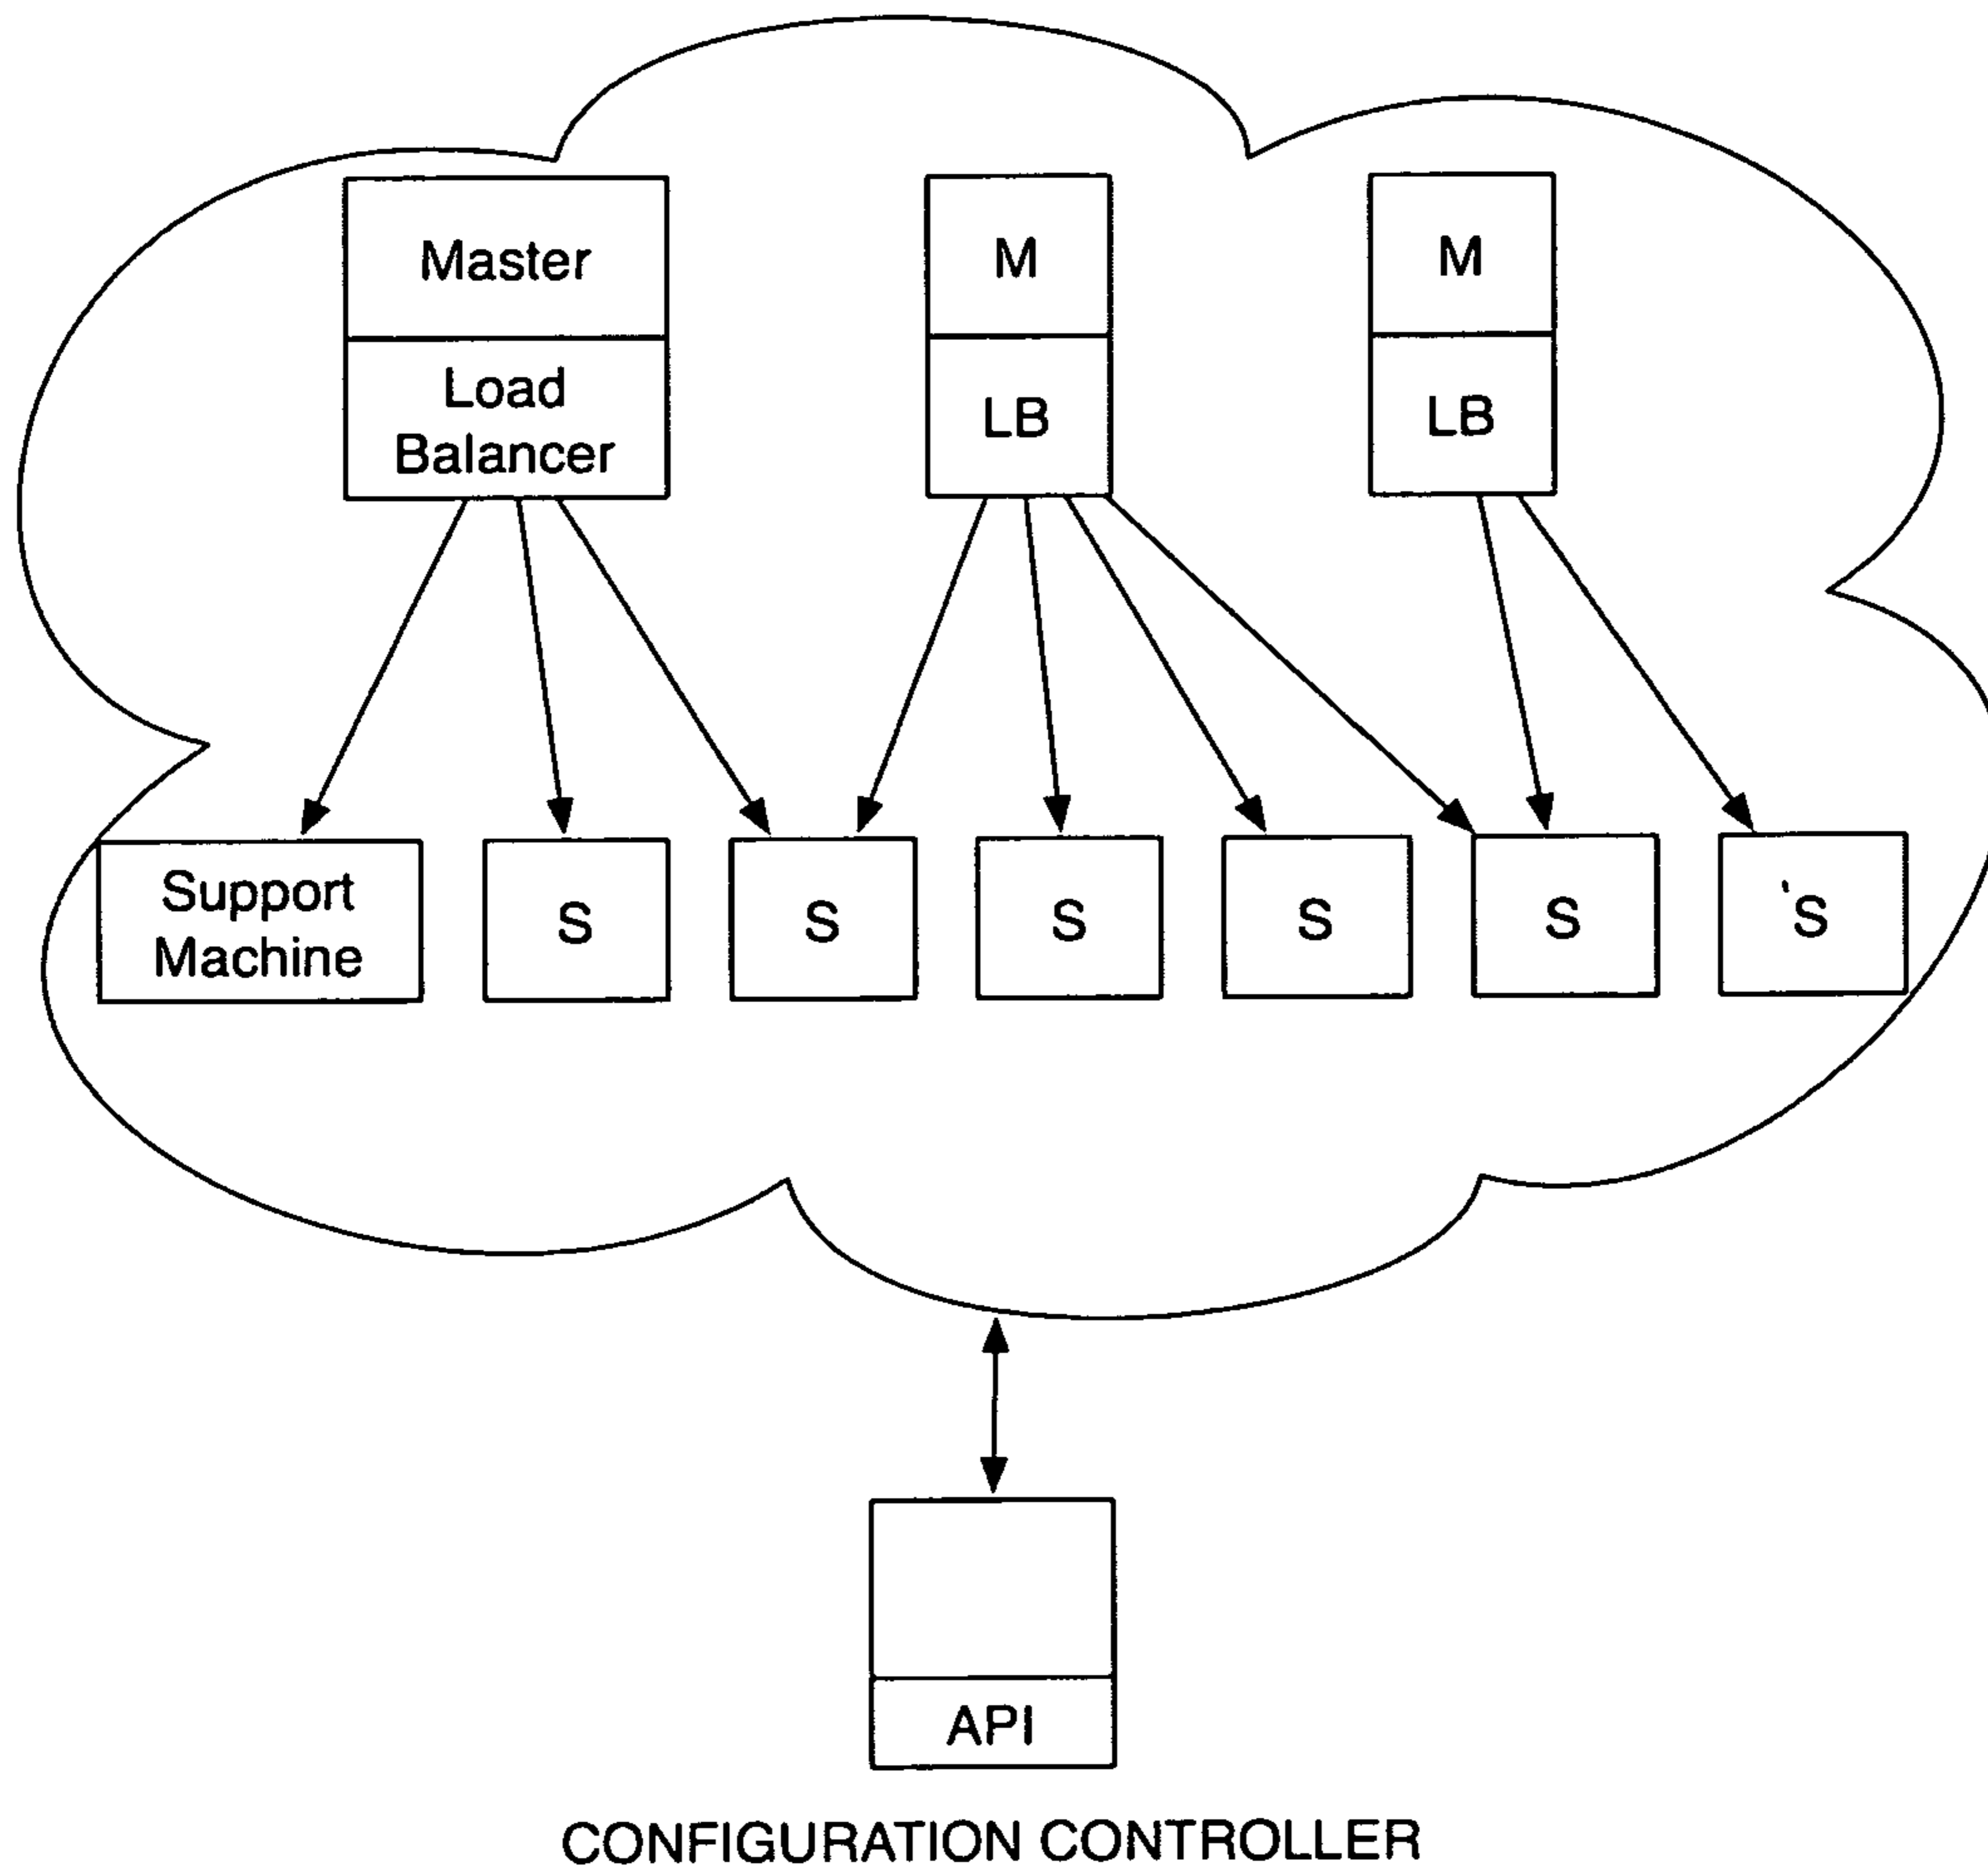 Master
M
M
Load
Balancer
LB
LB
Support
Machine
S
S
S
S
S
'S
API
CONFIGURATION CONTROLLER